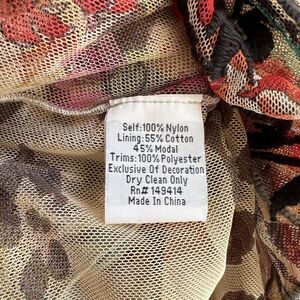 Self:100% Nylon
Lining: 55% Cotton
45% Modal
Trims: 100% Polyester
Exclusive Of Decoration
Dry Clean Only
Rn# 149414
Made In China